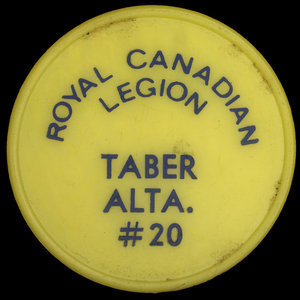 ROYAL CANADIAN
LEGION
TABER
ALTA.
#20